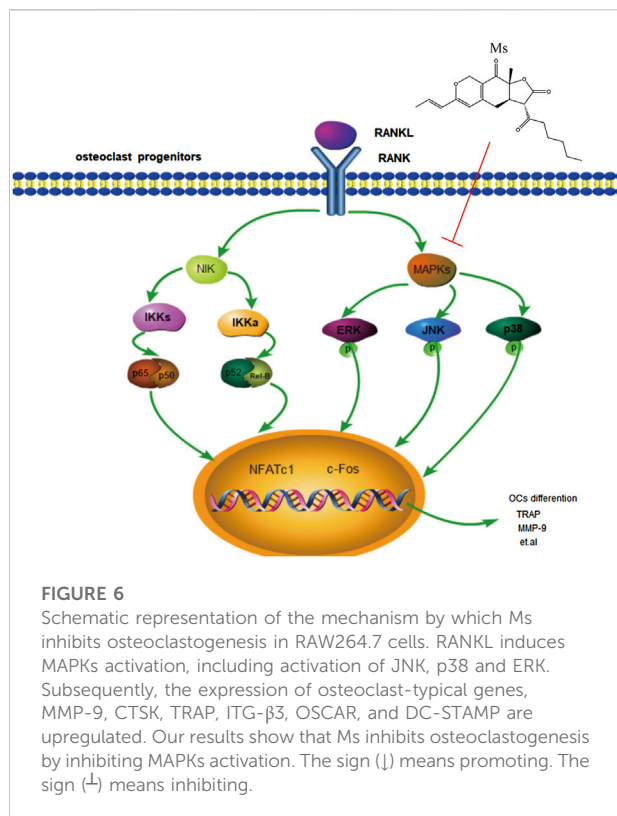 Ms
O
O
O
O
O
RANKL
RANK
osteoclast progenitors
NIK
MAPKs
IKKs
IKKa
ERK
JNK
p38
p65
p50
p52
Rel-B
P
P
P
NFATc1
c-Fos
OCs differention
TRAP
MMP-9
et.al
FIGURE 6
Schematic representation of the mechanism by which Ms
inhibits osteoclastogenesis in RAW264.7 cells. RANKL induces
MAPKs activation, including activation of JNK, p38 and ERK.
Subsequently, the expression of osteoclast-typical genes,
MMP-9, CTSK, TRAP, ITG-β3, OSCAR, and DC-STAMP are
upregulated. Our results show that Ms inhibits osteoclastogenesis
by inhibiting MAPKs activation. The sign (↓) means promoting. The
sign (┴) means inhibiting.